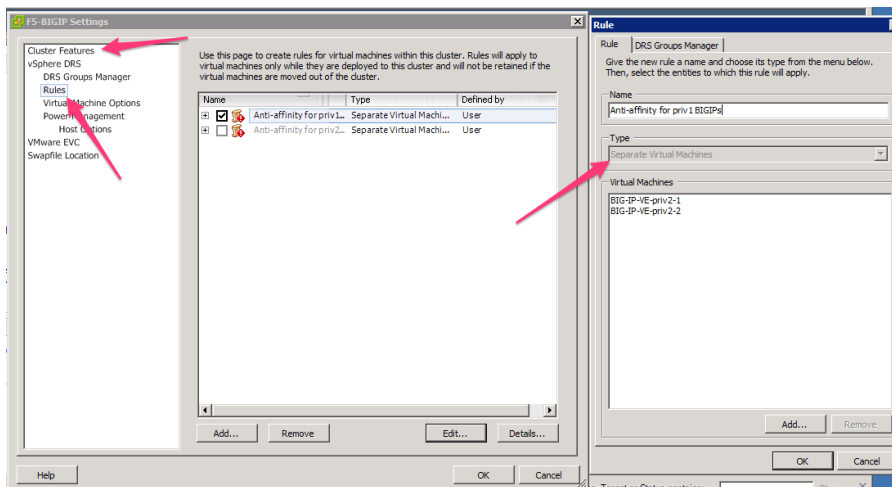 F5-BIGIP Settings
Cluster Features
vSphere DRS
DRS Groups Manager
Rules
Virtual Machine Options
Host Options
VMware EVC
Swapfile Location
Use this page to create rules for virtual machines within this cluster. Rules will apply to
virtual machines only while they are deployed to this cluster and will not be retained if the
virtual machines are moved out of the cluster.
Name Type Defined by
Anti-affinity for priv1... Separate Virtual Machi... User
Anti-affinity for priv2... Separate Virtual Machi... User
Add... Remove Edit... Details...
Help OK Cancel
Rule
Rule DRS Groups Manager
Give the new rule a name and choose its type from the menu below.
Then, select the entities to which this rule will apply.
Name
Anti-affinity for priv1 BIGIPs
Type
Separate Virtual Machines
Virtual Machines
BIG-IP-VE-priv2-1
BIG-IP-VE-priv2-2
Add... Remove
OK Cancel